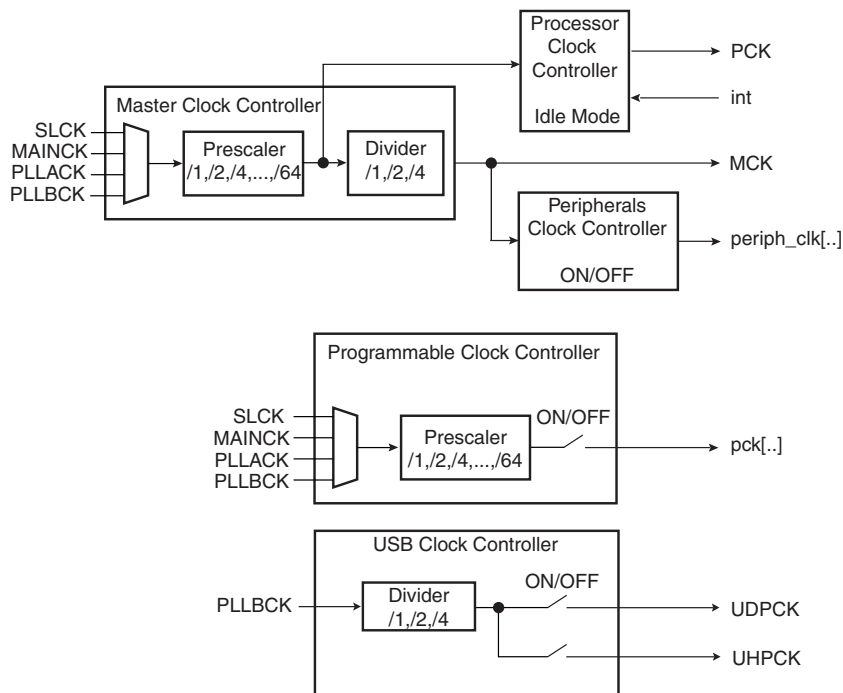 Processor
Clock
Controller
Idle Mode
PCK
int
Master Clock Controller
SLCK
MAINCK
PLLACK
PLLBCK
Prescaler
/1,/2,/4,...,/64
Divider
/1,/2,/4
MCK
Peripherals
Clock Controller
ON/OFF
periph_clk[..]
Programmable Clock Controller
SLCK
MAINCK
PLLACK
PLLBCK
Prescaler
/1,/2,/4,...,/64
ON/OFF
pck[..]
USB Clock Controller
PLLBCK
Divider
/1,/2,/4
ON/OFF
UDPCK
UHPCK